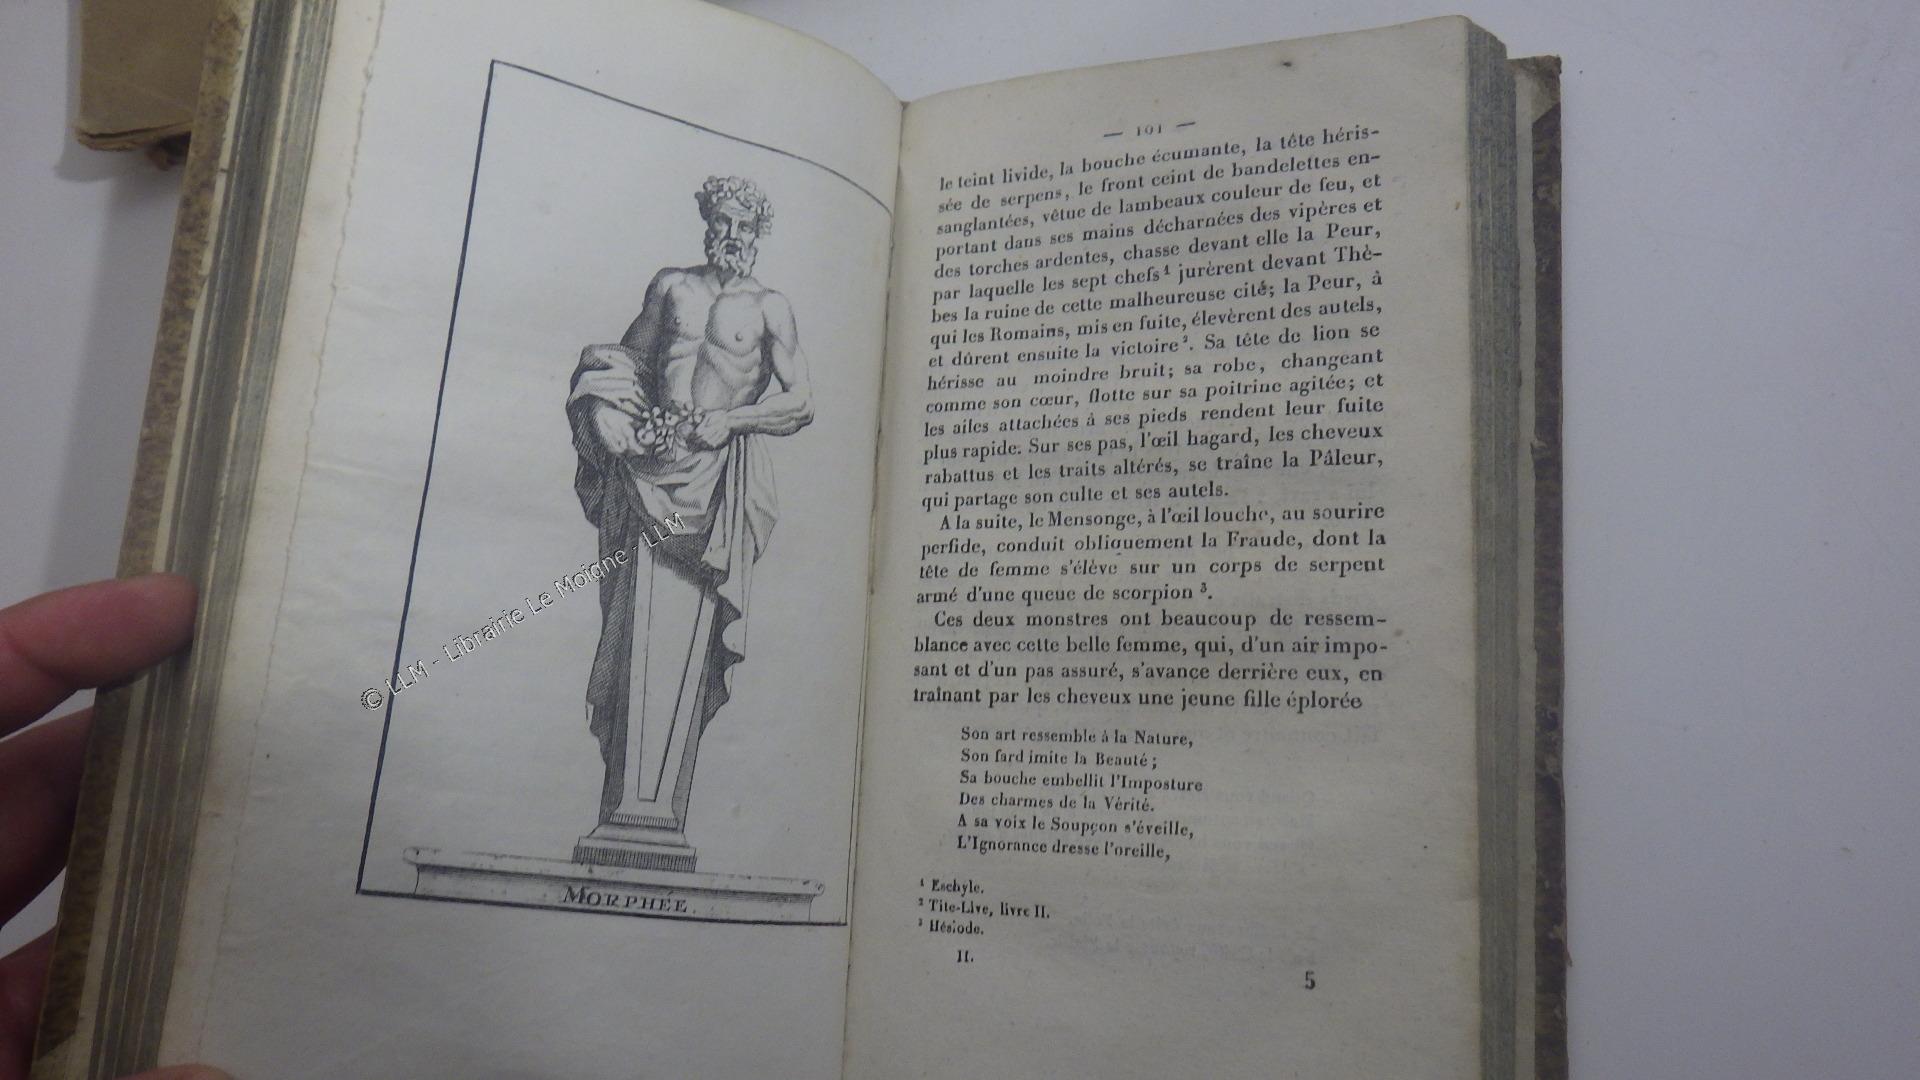 MORPHÉE.
© LLM - Librairie Le Moigne - LLM
— 101 —
le teint livide, la bouche écumante, la tête héris-
sée de serpens, le front ceint de bandelettes en-
sanglantées, vêtue de lambeaux couleur de feu, et
portant dans ses mains décharnées des vipères et
des torches ardentes, chasse devant elle la Peur,
par laquelle les sept chefs¹ jurèrent devant Thè-
bes la ruine de cette malheureuse cité; la Peur, à
qui les Romains, mis en fuite, élevèrent des autels,
et dûrent ensuite la victoire². Sa tête de lion se
hérisse au moindre bruit; sa robe, changeant
comme son cœur, flotte sur sa poitrine agitée; et
les ailes attachées à ses pieds rendent leur fuite
plus rapide. Sur ses pas, l'œil hagard, les cheveux
rabattus et les traits altérés, se traîne la Pâleur,
qui partage son culte et ses autels.
A la suite, le Mensonge, à l'œil louche, au sourire
perfide, conduit obliquement la Fraude, dont la
tête de femme s'élève sur un corps de serpent
armé d'une queue de scorpion ³.
Ces deux monstres ont beaucoup de ressem-
blance avec cette belle femme, qui, d'un air impo-
sant et d'un pas assuré, s'avance derrière eux, en
traînant par les cheveux une jeune fille éplorée
Son art ressemble à la Nature,
Son fard imite la Beauté;
Sa bouche embellit l'Imposture
Des charmes de la Vérité.
A sa voix le Soupçon s'éveille,
L'Ignorance dresse l'oreille,
¹ Eschyle.
² Tite-Live, livre II.
³ Hésiode.
II.
5